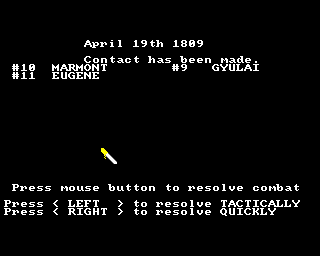 April 19th 1809
Contact has been made.
#10 MARMONT #9 GYULAI
#11 EUGENE
Press mouse button to resolve combat
Press < LEFT > to resolve TACTICALLY
Press < RIGHT > to resolve QUICKLY